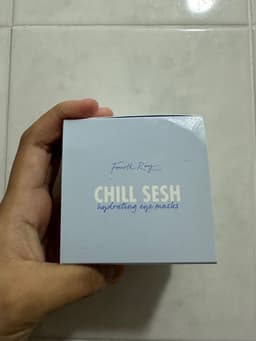 Fourth Ray
CHILL SESH
hydrating eye masks